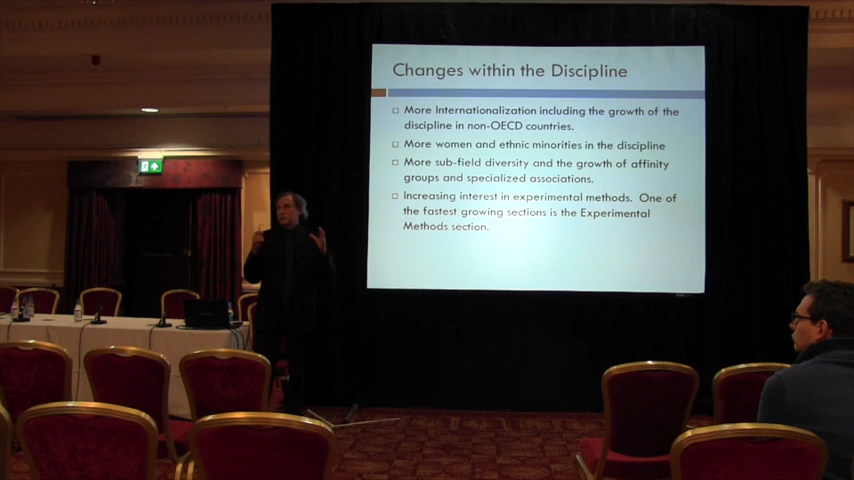 Changes within the Discipline
More Internationalization including the growth of the
discipline in non-OECD countries.
More women and ethnic minorities in the discipline
More sub-field diversity and the growth of affinity
groups and specialized associations.
Increasing interest in experimental methods. One of
the fastest growing sections is the Experimental
Methods section.